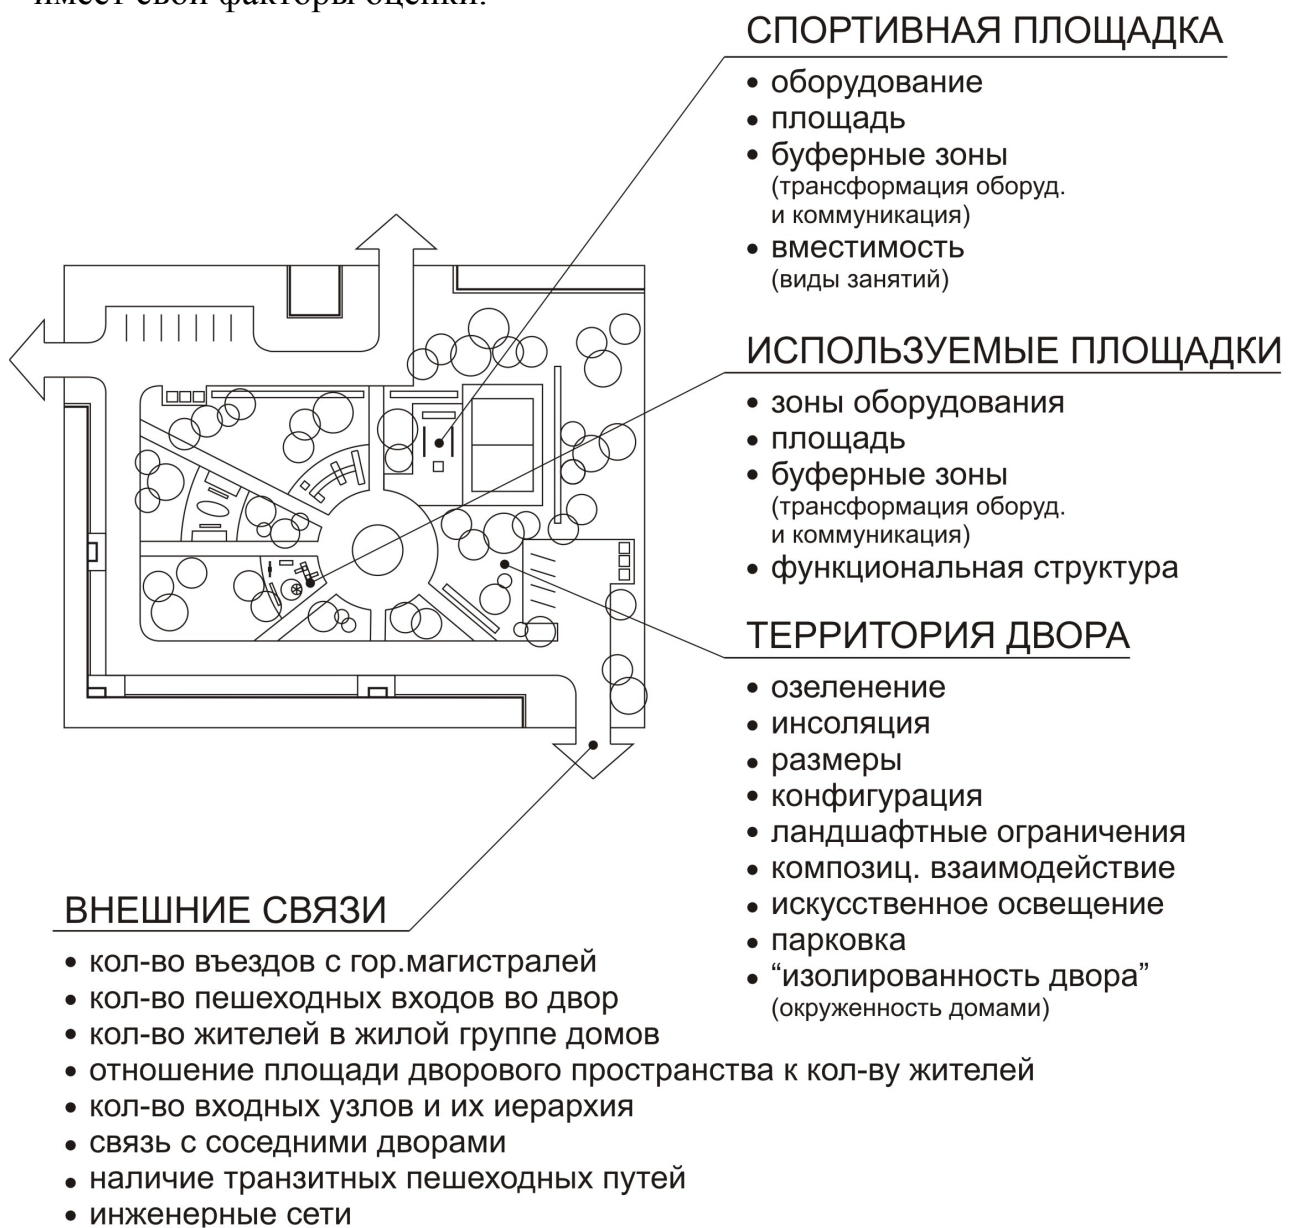 имеет свои факторы оценки.
СПОРТИВНАЯ ПЛОЩАДКА
• оборудование
• площадь
• буферные зоны
(трансформация оборуд.
и коммуникация)
• вместимость
(виды занятий)
ИСПОЛЬЗУЕМЫЕ ПЛОЩАДКИ
• зоны оборудования
• площадь
• буферные зоны
(трансформация оборуд.
и коммуникация)
• функциональная структура
ТЕРРИТОРИЯ ДВОРА
• озеленение
• инсоляция
• размеры
• конфигурация
• ландшафтные ограничения
• композиц. взаимодействие
• искусственное освещение
• парковка
• “изолированность двора”
(окруженность домами)
ВНЕШНИЕ СВЯЗИ
• кол-во въездов с гор.магистралей
• кол-во пешеходных входов во двор
• кол-во жителей в жилой группе домов
• отношение площади дворового пространства к кол-ву жителей
• кол-во входных узлов и их иерархия
• связь с соседними дворами
• наличие транзитных пешеходных путей
• инженерные сети